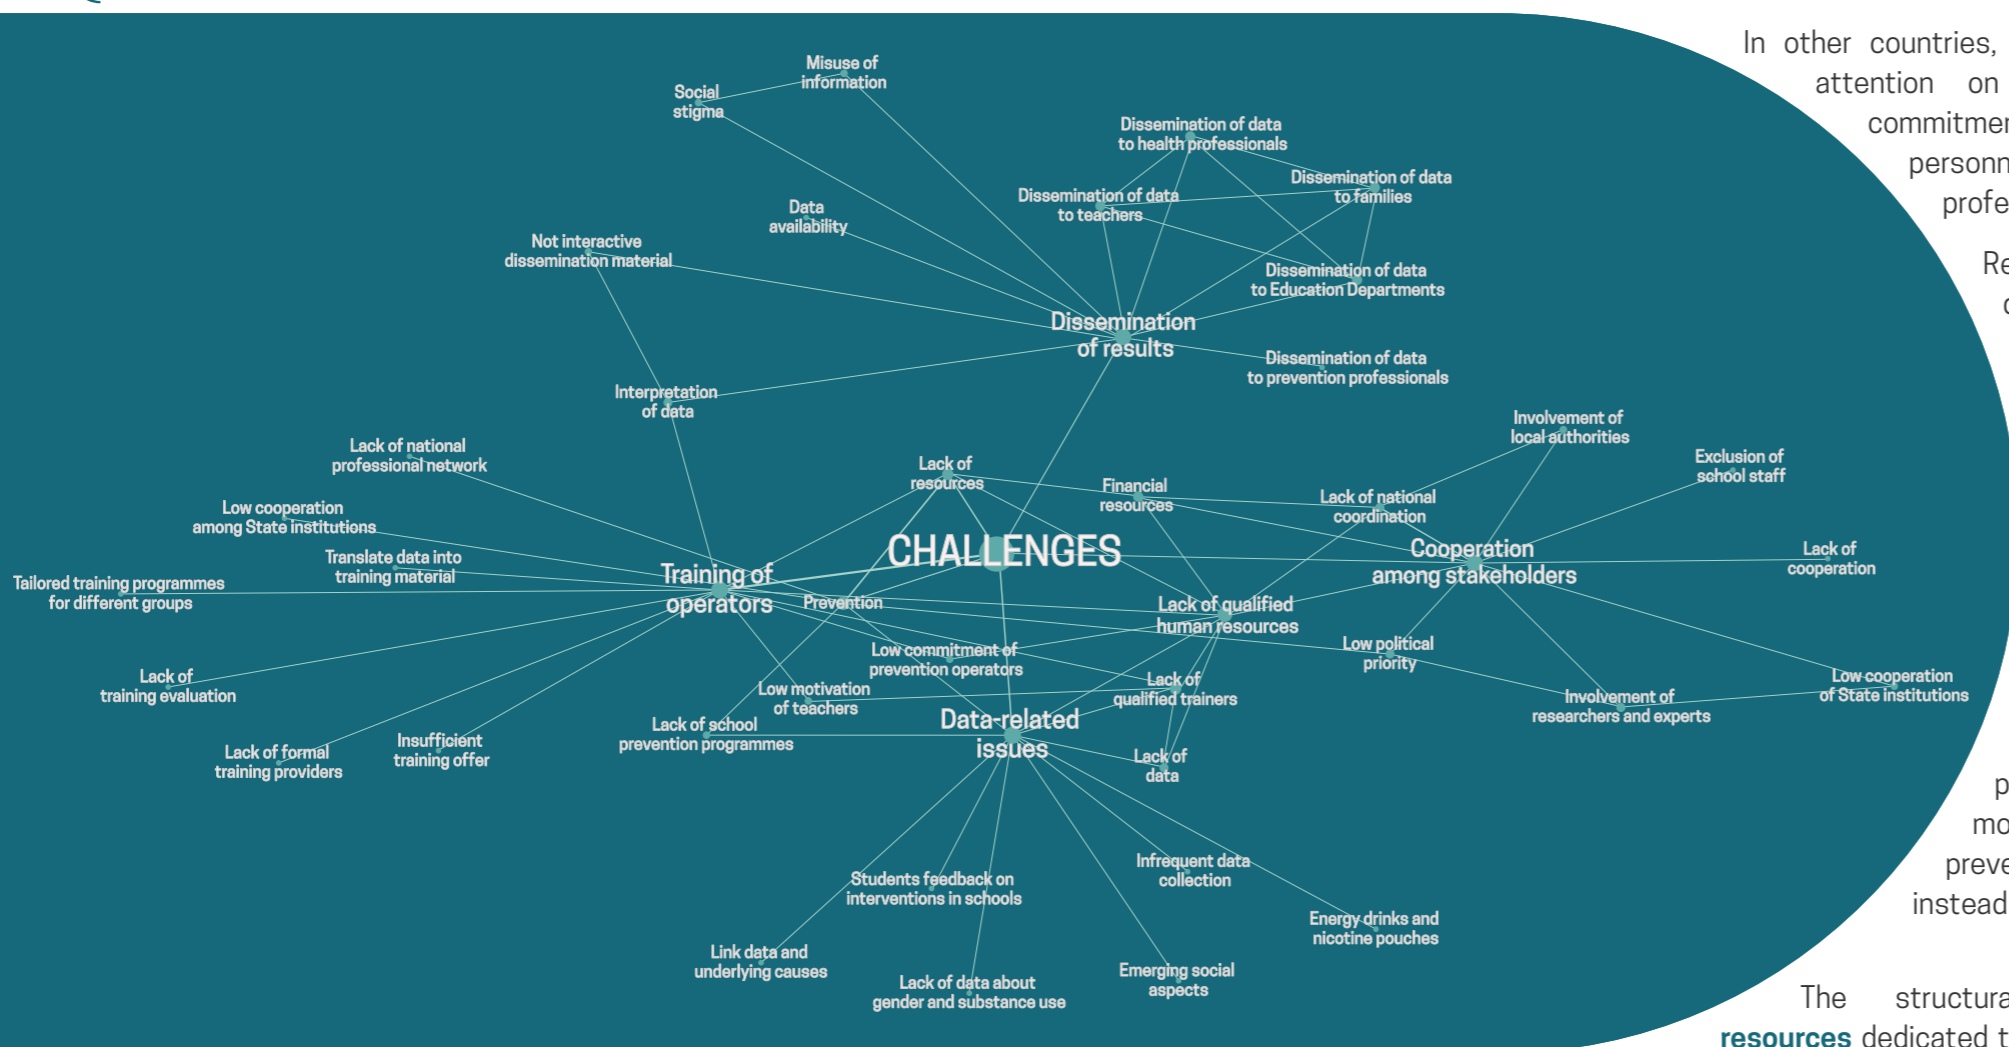 Misuse of
information
Social
stigma
Dissemination of data
to health professionals
Dissemination of data
to families
Dissemination of data
to teachers
Data
availability
Not interactive
dissemination material
Dissemination of data
to Education Departments
Dissemination
of results
Dissemination of data
to prevention professionals
Interpretation
of data
Involvement of
local authorities
Lack of national
professional network
Exclusion of
school staff
Lack of
resources
Financial
resources
Lack of national
coordination
Low cooperation
among State institutions
CHALLENGES
Cooperation
among stakeholders
Lack of
cooperation
Translate data into
training material
Training of
operators
Tailored training programmes
for different groups
Prevention
Lack of qualified
human resources
Low political
priority
Low commitment of
prevention operators
Lack of
training evaluation
Low motivation
of teachers
Lack of
qualified trainers
Low cooperation
of State institutions
Involvement of
researchers and experts
Data-related
issues
Lack of school
prevention programmes
Lack of formal
training providers
Insufficient
training offer
Lack of
data
Infrequent data
collection
Students feedback on
interventions in schools
Energy drinks and
nicotine pouches
Link data and
underlying causes
Emerging social
aspects
Lack of data about
gender and substance use
In other countries,
attention on
commitmen
personn
profe
Re
p
mo
preve
instead
The structura
resources dedicated t